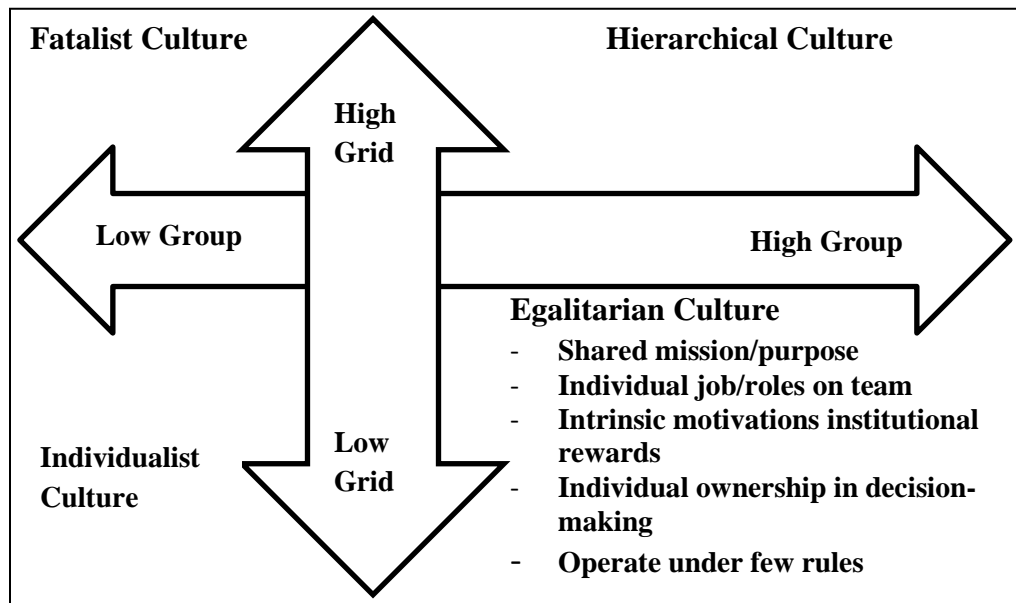 Fatalist Culture
Hierarchical Culture
High
Grid
Low Group
High Group
Egalitarian Culture
- Shared mission/purpose
- Individual job/roles on team
- Intrinsic motivations institutional
rewards
- Individual ownership in decision-
making
- Operate under few rules
Individualist
Culture
Low
Grid